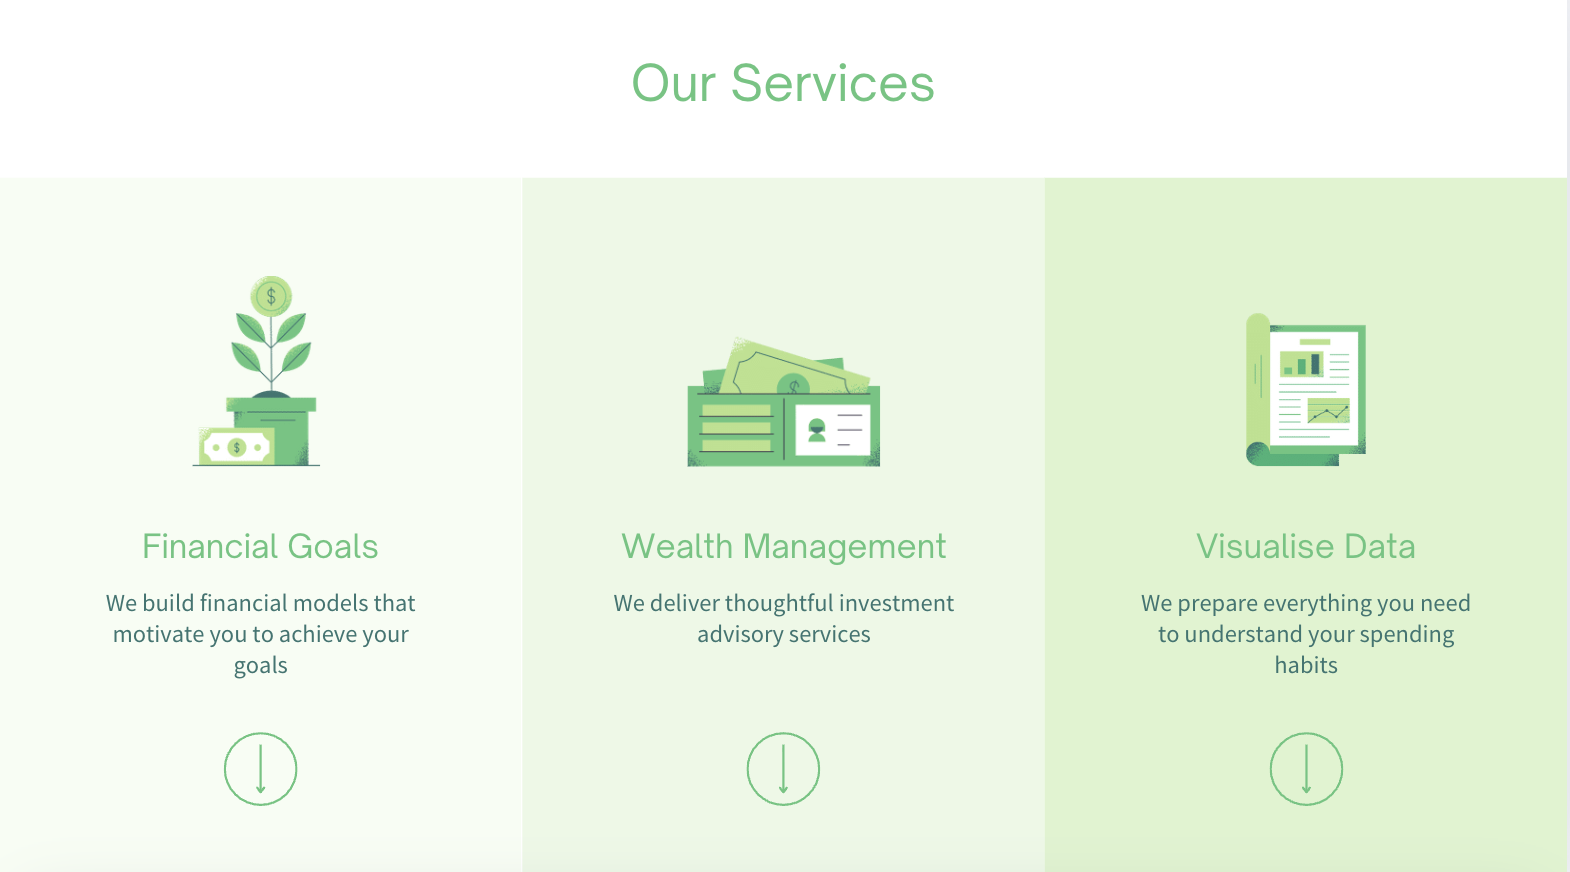 Our Services
$
$
$
Financial Goals
We build financial models that
motivate you to achieve your
goals
Wealth Management
We deliver thoughtful investment
advisory services
Visualise Data
We prepare everything you need
to understand your spending
habits